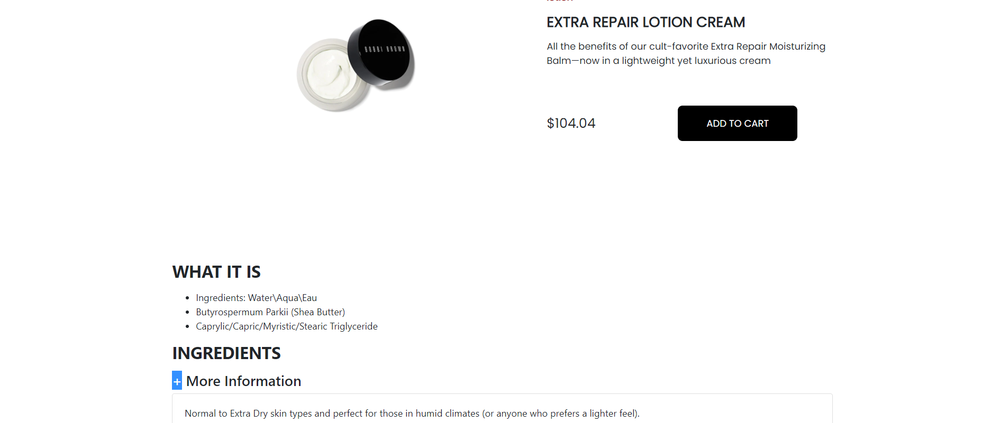 lotion
EXTRA REPAIR LOTION CREAM
All the benefits of our cult-favorite Extra Repair Moisturizing
Balm—now in a lightweight yet luxurious cream
BOBBI BROWN
$104.04
ADD TO CART
WHAT IT IS
Ingredients: Water\Aqua\Eau
Butyrospermum Parkii (Shea Butter)
Caprylic/Capric/Myristic/Stearic Triglyceride
INGREDIENTS
+ More Information
Normal to Extra Dry skin types and perfect for those in humid climates (or anyone who prefers a lighter feel).